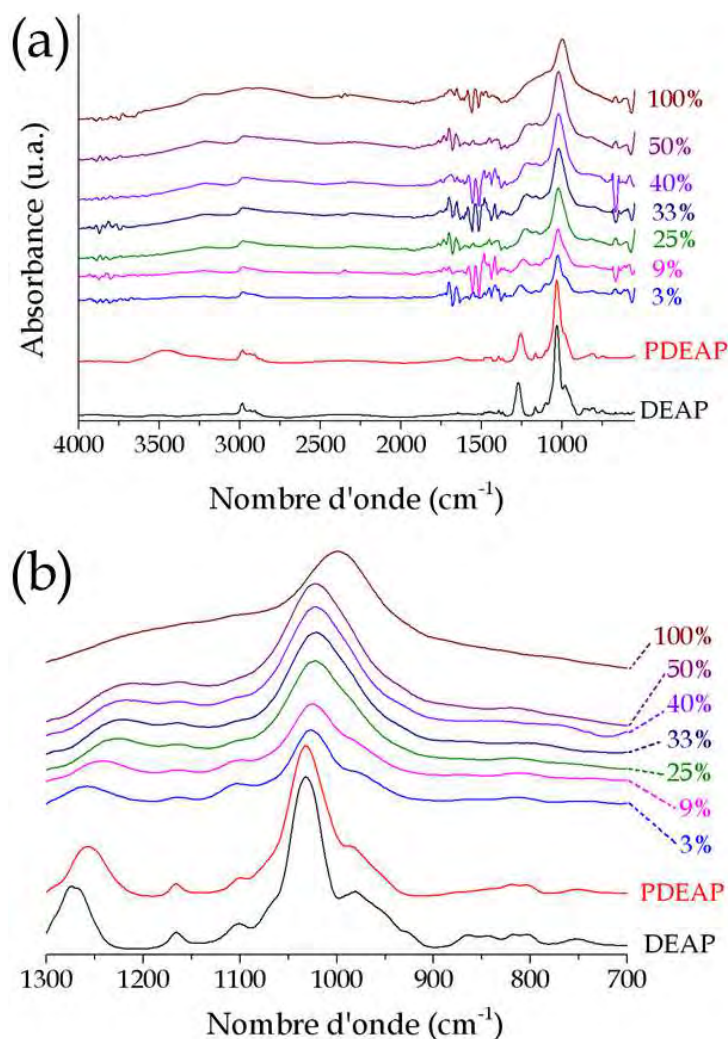 (a)
Absorbance (u.a.)
100%
50%
40%
33%
25%
9%
3%
PDEAP
DEAP
4000 3500 3000 2500 2000 1500 1000
Nombre d'onde (cm⁻¹)
(b)
100%
50%
40%
33%
25%
9%
3%
PDEAP
DEAP
1300 1200 1100 1000 900 800 700
Nombre d'onde (cm⁻¹)